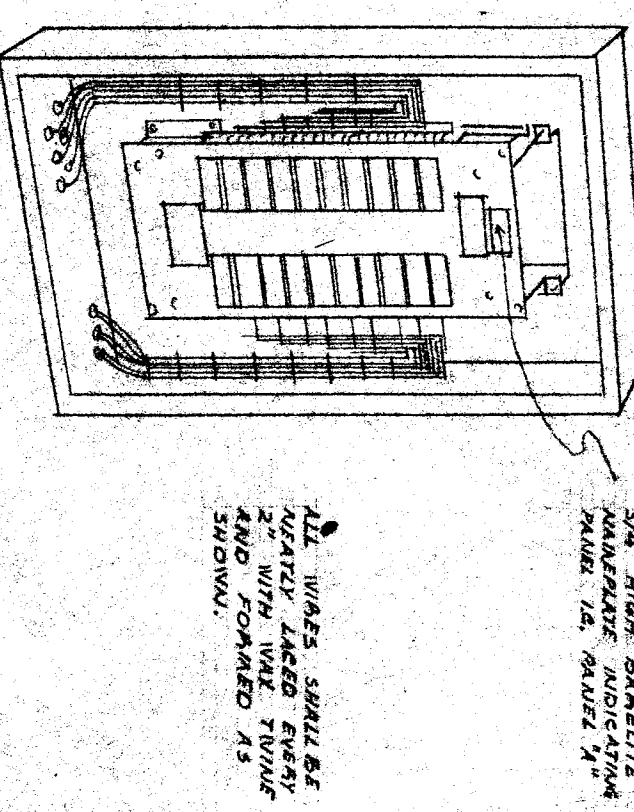 3/4" HIGH BAKELITE
NAMEPLATE INDICATING
PANEL I.E. PANEL "A"
ALL WIRES SHALL BE
NEATLY LACED EVERY
2" WITH WAX TWINE
AND FORMED AS
SHOWN.